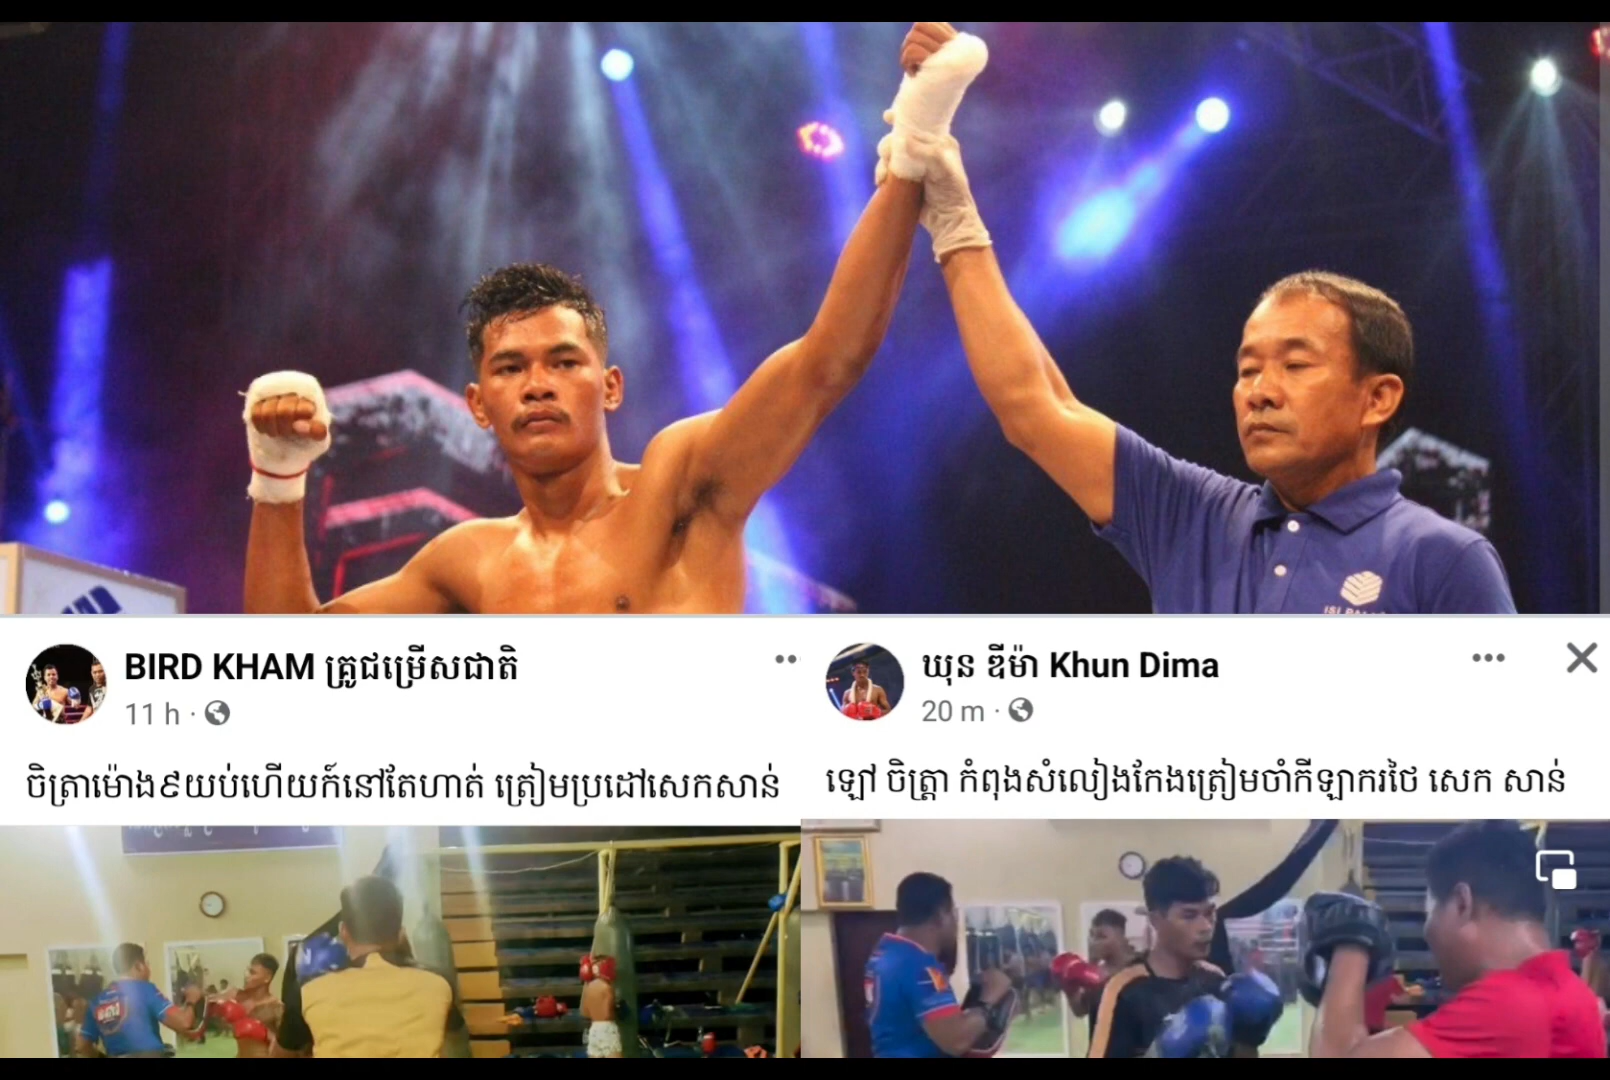 BIRD KHAM គ្រូជម្រើសជាតិ
11 h
ចិត្រាម៉ោង៩យប់ហើយក៍នៅតែហាត់ ត្រៀមប្រដៅសេកសាន់
ឃុន ឌីម៉ា Khun Dima
20 m
ឡៅ ចិត្រ្តា កំពុងសំលៀងកែងត្រៀមចាំកីឡាករថៃ សេក សាន់